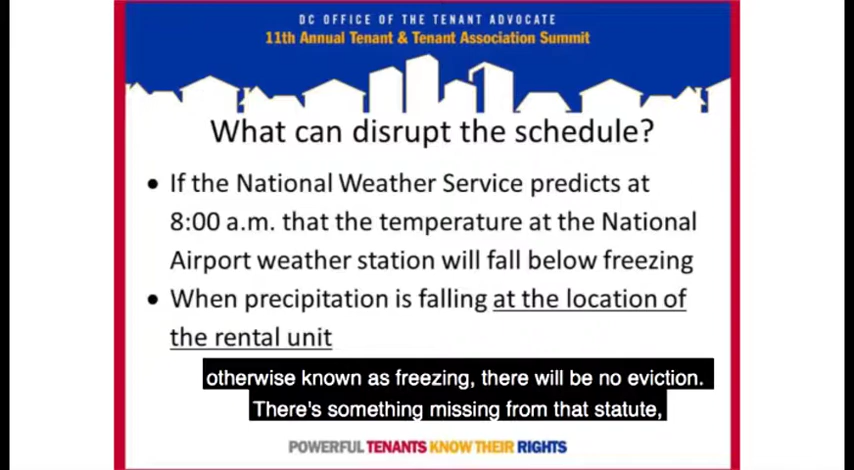 DC OFFICE OF THE TENANT ADVOCATE
11th Annual Tenant & Tenant Association Summit
What can disrupt the schedule?
• If the National Weather Service predicts at
8:00 a.m. that the temperature at the National
Airport weather station will fall below freezing
• When precipitation is falling at the location of
the rental unit
otherwise known as freezing, there will be no eviction.
There's something missing from that statute,
POWERFUL TENANTS KNOW THEIR RIGHTS